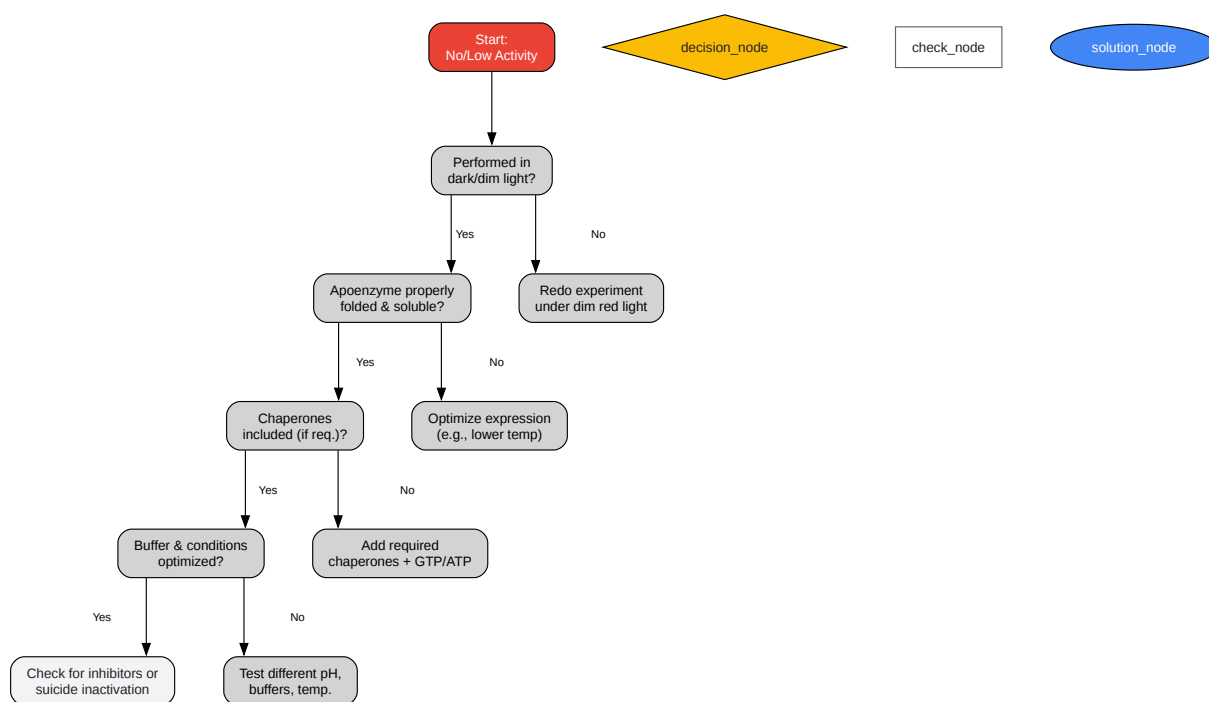 Start:
No/Low Activity
decision_node
check_node
solution_node
Performed in
dark/dim light?
Yes
No
Apoenzyme properly
folded & soluble?
Redo experiment
under dim red light
Yes
No
Chaperones
included (if req.)?
Optimize expression
(e.g., lower temp)
Yes
No
Buffer & conditions
optimized?
Add required
chaperones + GTP/ATP
Yes
No
Check for inhibitors or
suicide inactivation
Test different pH,
buffers, temp.